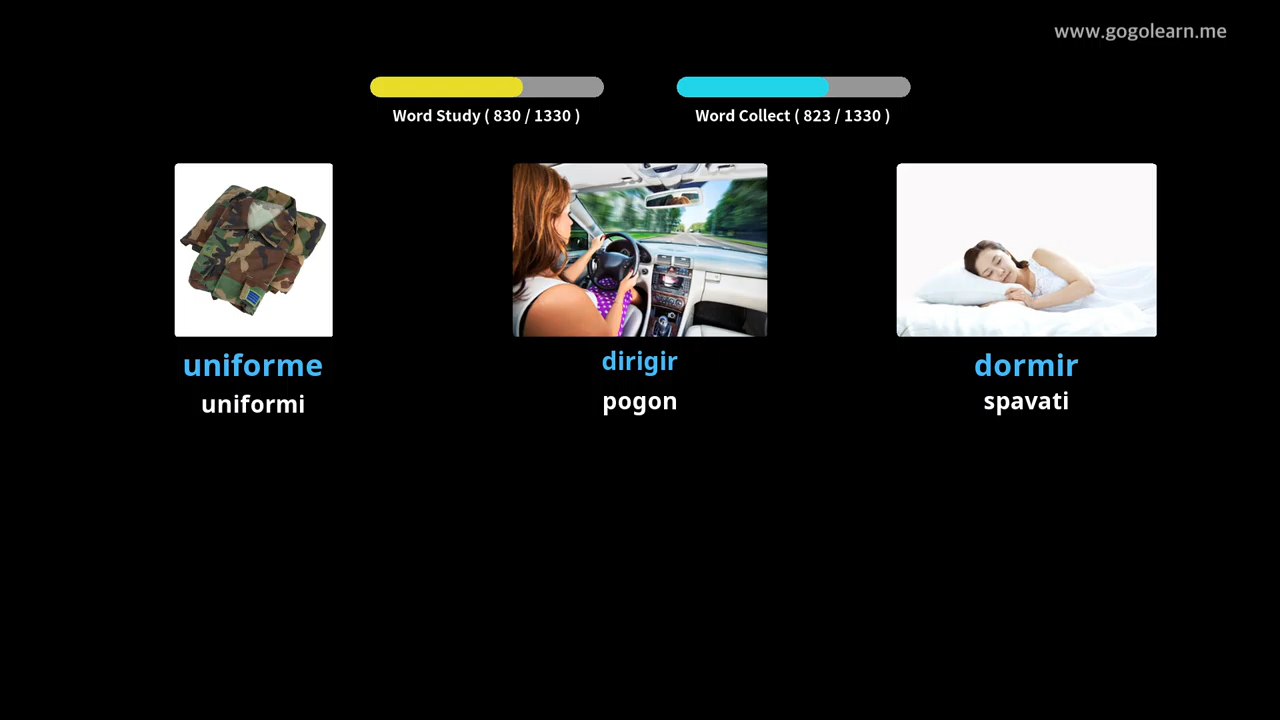 www.gogolearn.me
Word Study ( 830 / 1330 )
Word Collect ( 823 / 1330 )
uniforme
uniformi
dirigir
pogon
dormir
spavati